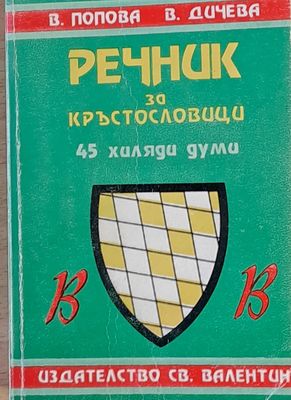 В. ПОПОВА В. ДИЧЕВА
РЕЧНИК
за
КРЪСТОСЛОВИЦИ
45 хиляди думи
В В
ИЗДАТЕЛСТВО СВ. ВАЛЕНТИН